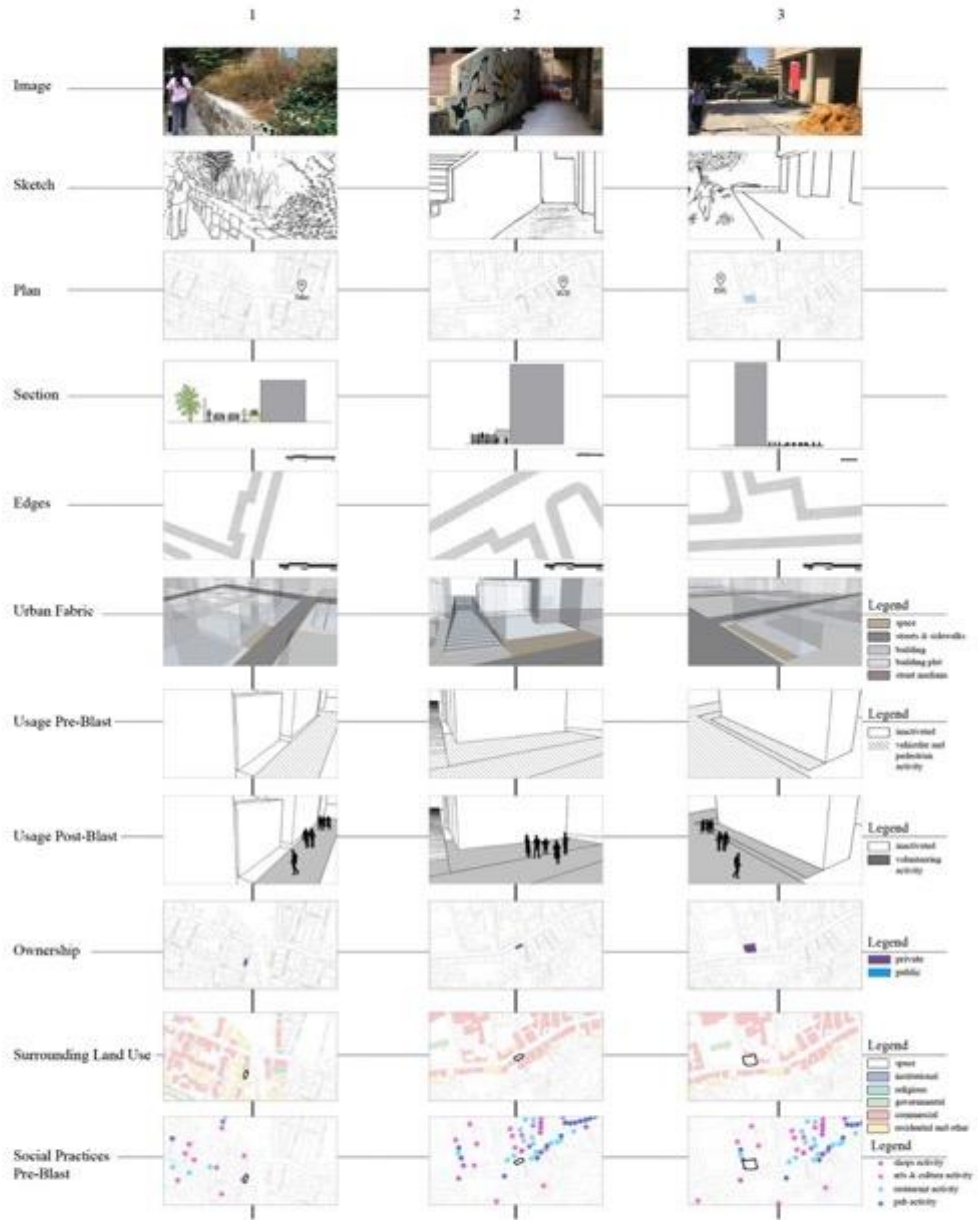 1 2 3
Image
Sketch
Plan
Section
Edges
Urban Fabric
Legend
space
streets & sidewalks
building
building plot
street medians
Usage Pre-Blast
Legend
inactivated
vehicular and
pedestrian
activity
Usage Post-Blast
Legend
inactivated
volunteering
activity
Ownership
Legend
private
public
Surrounding Land Use
Legend
space
institutional
religious
governmental
commercial
residential and other
Social Practices
Pre-Blast
Legend
shops activity
arts & culture activity
restaurant activity
pub activity